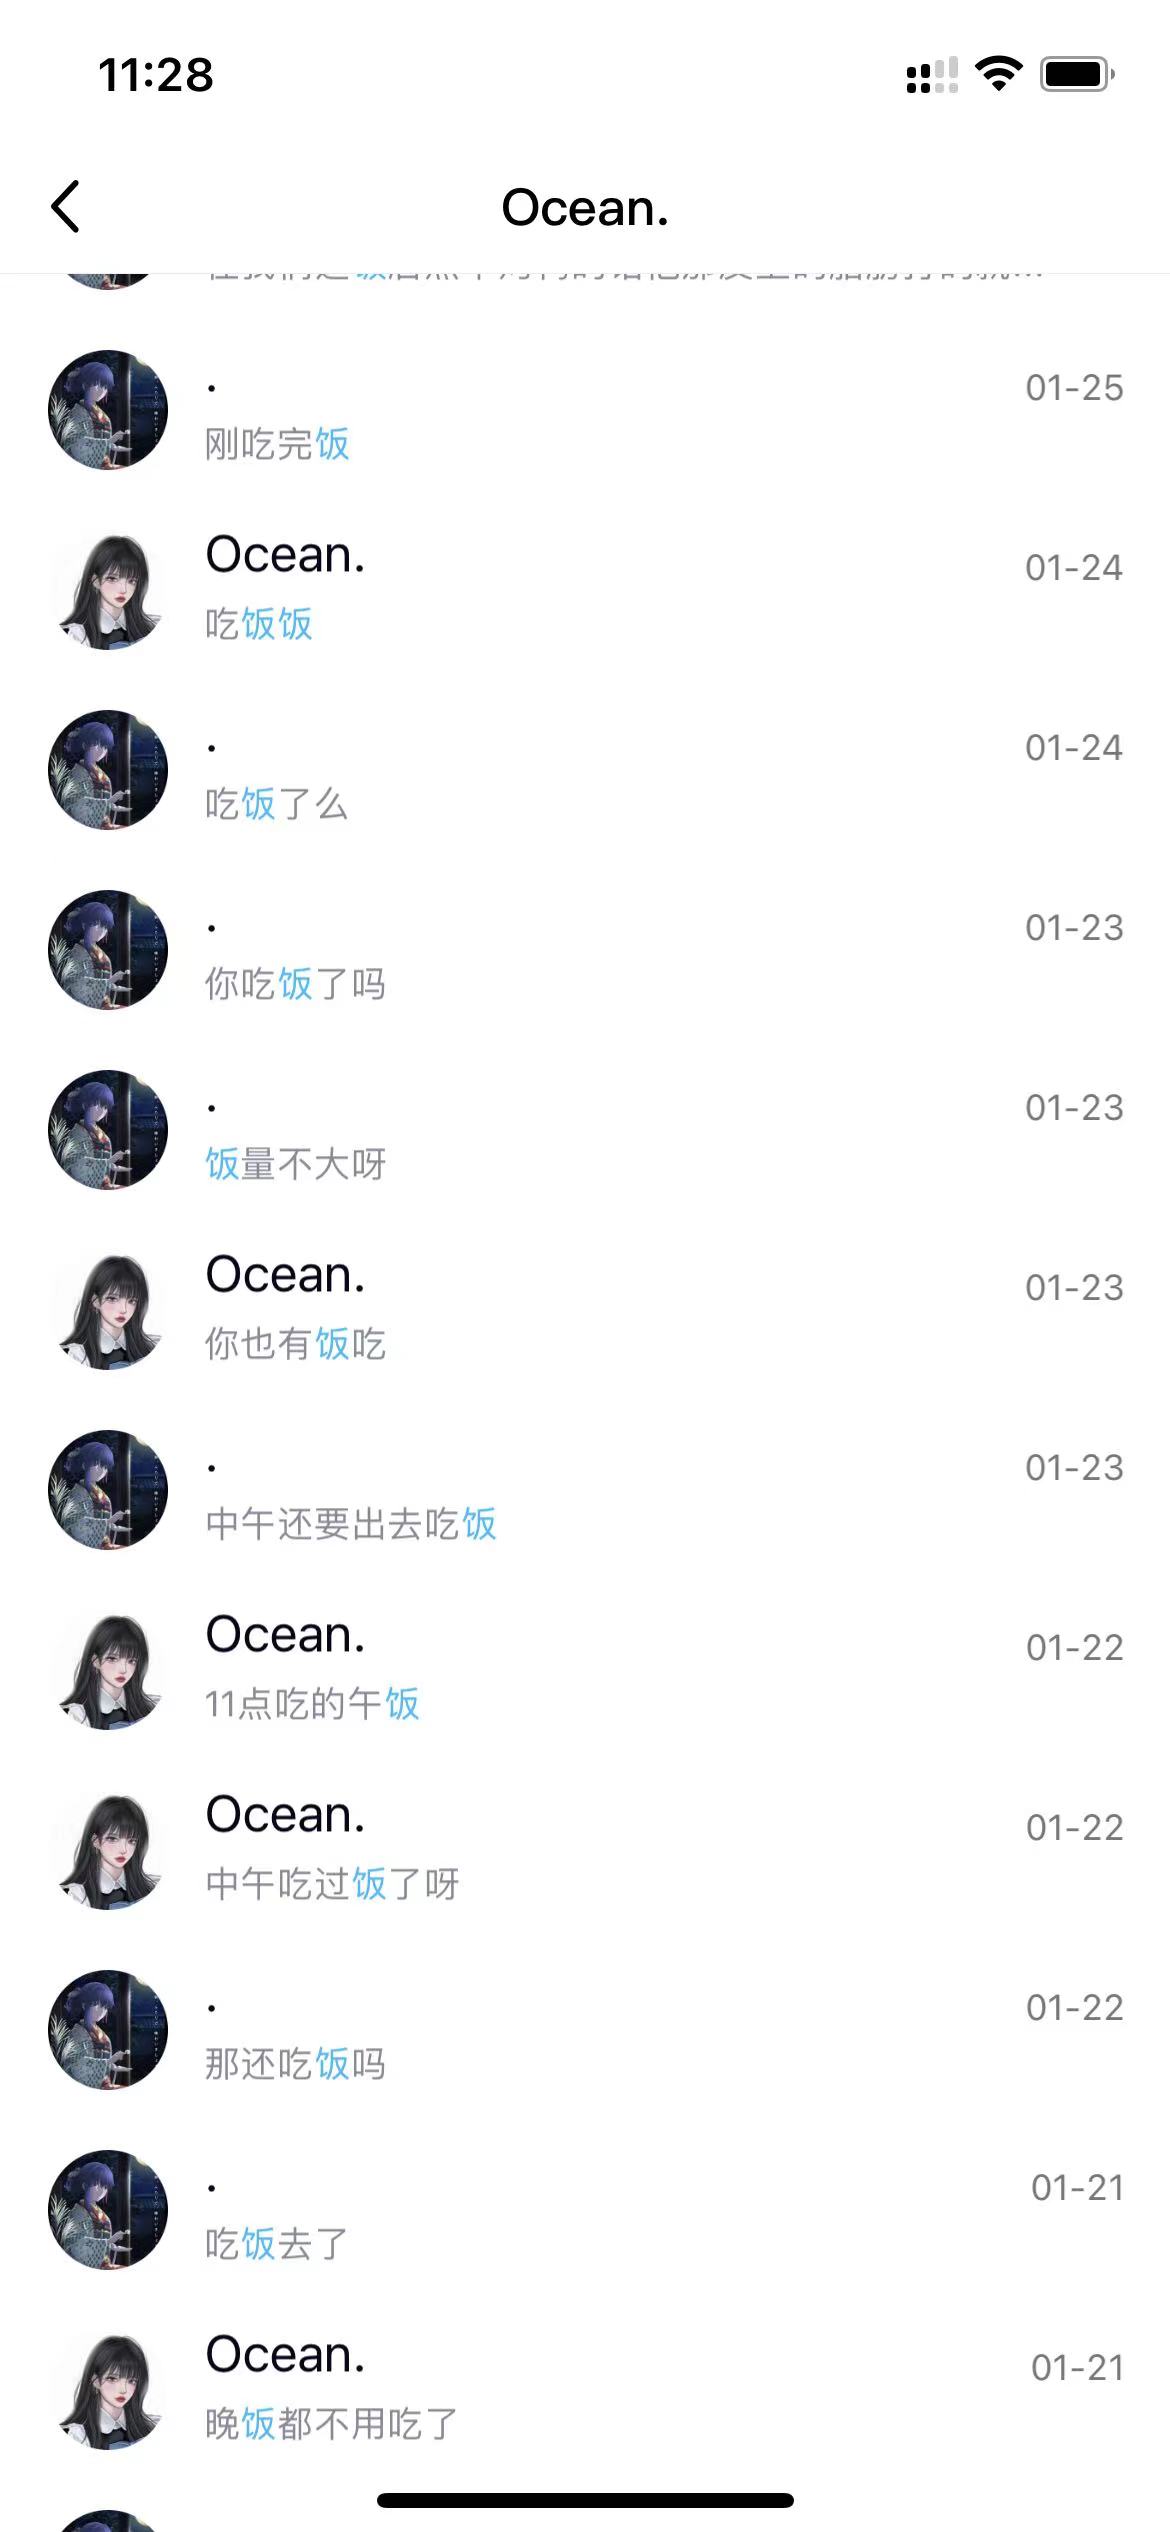 11:28
Ocean.
.
01-25
刚吃完饭
Ocean.
01-24
吃饭饭
.
01-24
吃饭了么
.
01-23
你吃饭了吗
.
01-23
饭量不大呀
Ocean.
01-23
你也有饭吃
.
01-23
中午还要出去吃饭
Ocean.
01-22
11点吃的午饭
Ocean.
01-22
中午吃过饭了呀
.
01-22
那还吃饭吗
.
01-21
吃饭去了
Ocean.
01-21
晚饭都不用吃了